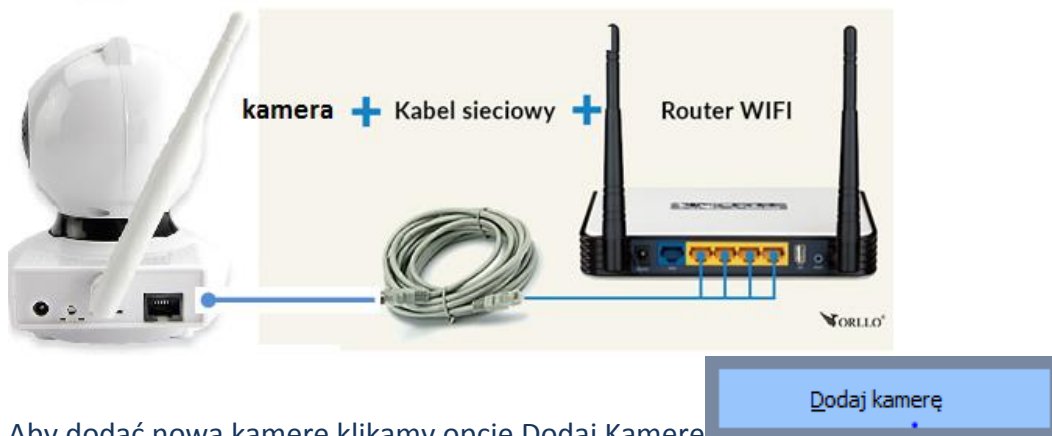 kamera + Kabel sieciowy + Router WIFI
ORLLO
Dodaj kamerę
Aby dodać nową kamerę klikamy opcję Dodaj Kamerę